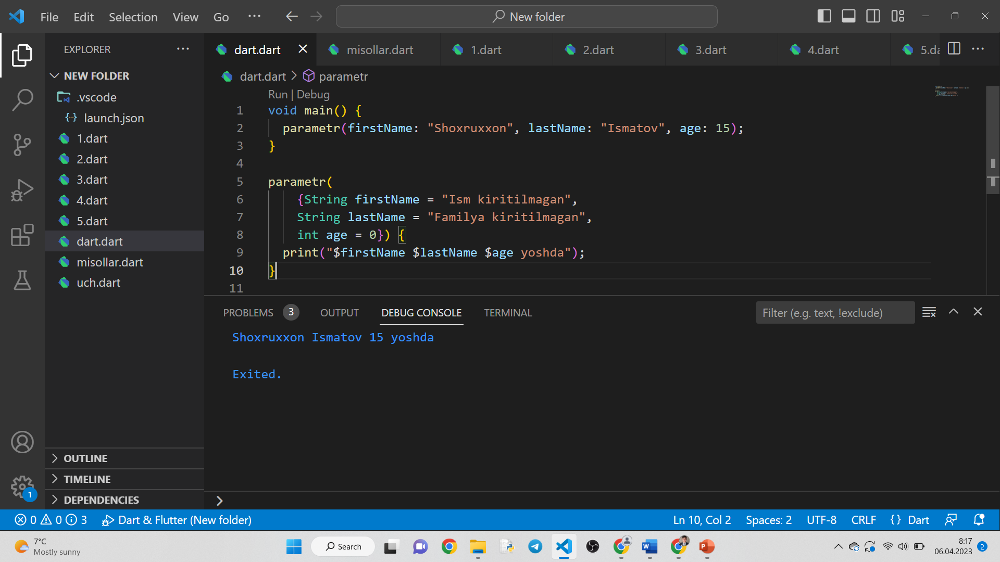 File Edit Selection View Go ··· New folder
EXPLORER ···
NEW FOLDER
.vscode
launch.json
1.dart
2.dart
3.dart
4.dart
5.dart
dart.dart
misollar.dart
uch.dart
OUTLINE
TIMELINE
DEPENDENCIES
1
dart.dart misollar.dart 1.dart 2.dart 3.dart 4.dart 5.da ···
dart.dart > parametr
Run | Debug
1 void main() {
2 parametr(firstName: "Shoxruxxon", lastName: "Ismatov", age: 15);
3 }
4
5 parametr(
6 {String firstName = "Ism kiritilmagan",
7 String lastName = "Familya kiritilmagan",
8 int age = 0}) {
9 print("$firstName $lastName $age yoshda");
10 }
11
PROBLEMS 3 OUTPUT DEBUG CONSOLE TERMINAL Filter (e.g. text, !exclude)
Shoxruxxon Ismatov 15 yoshda
Exited.
>
0 0 3 Dart & Flutter (New folder) Ln 10, Col 2 Spaces: 2 UTF-8 CRLF {} Dart
7°C
Mostly sunny
Search
8:17
06.04.2023
2